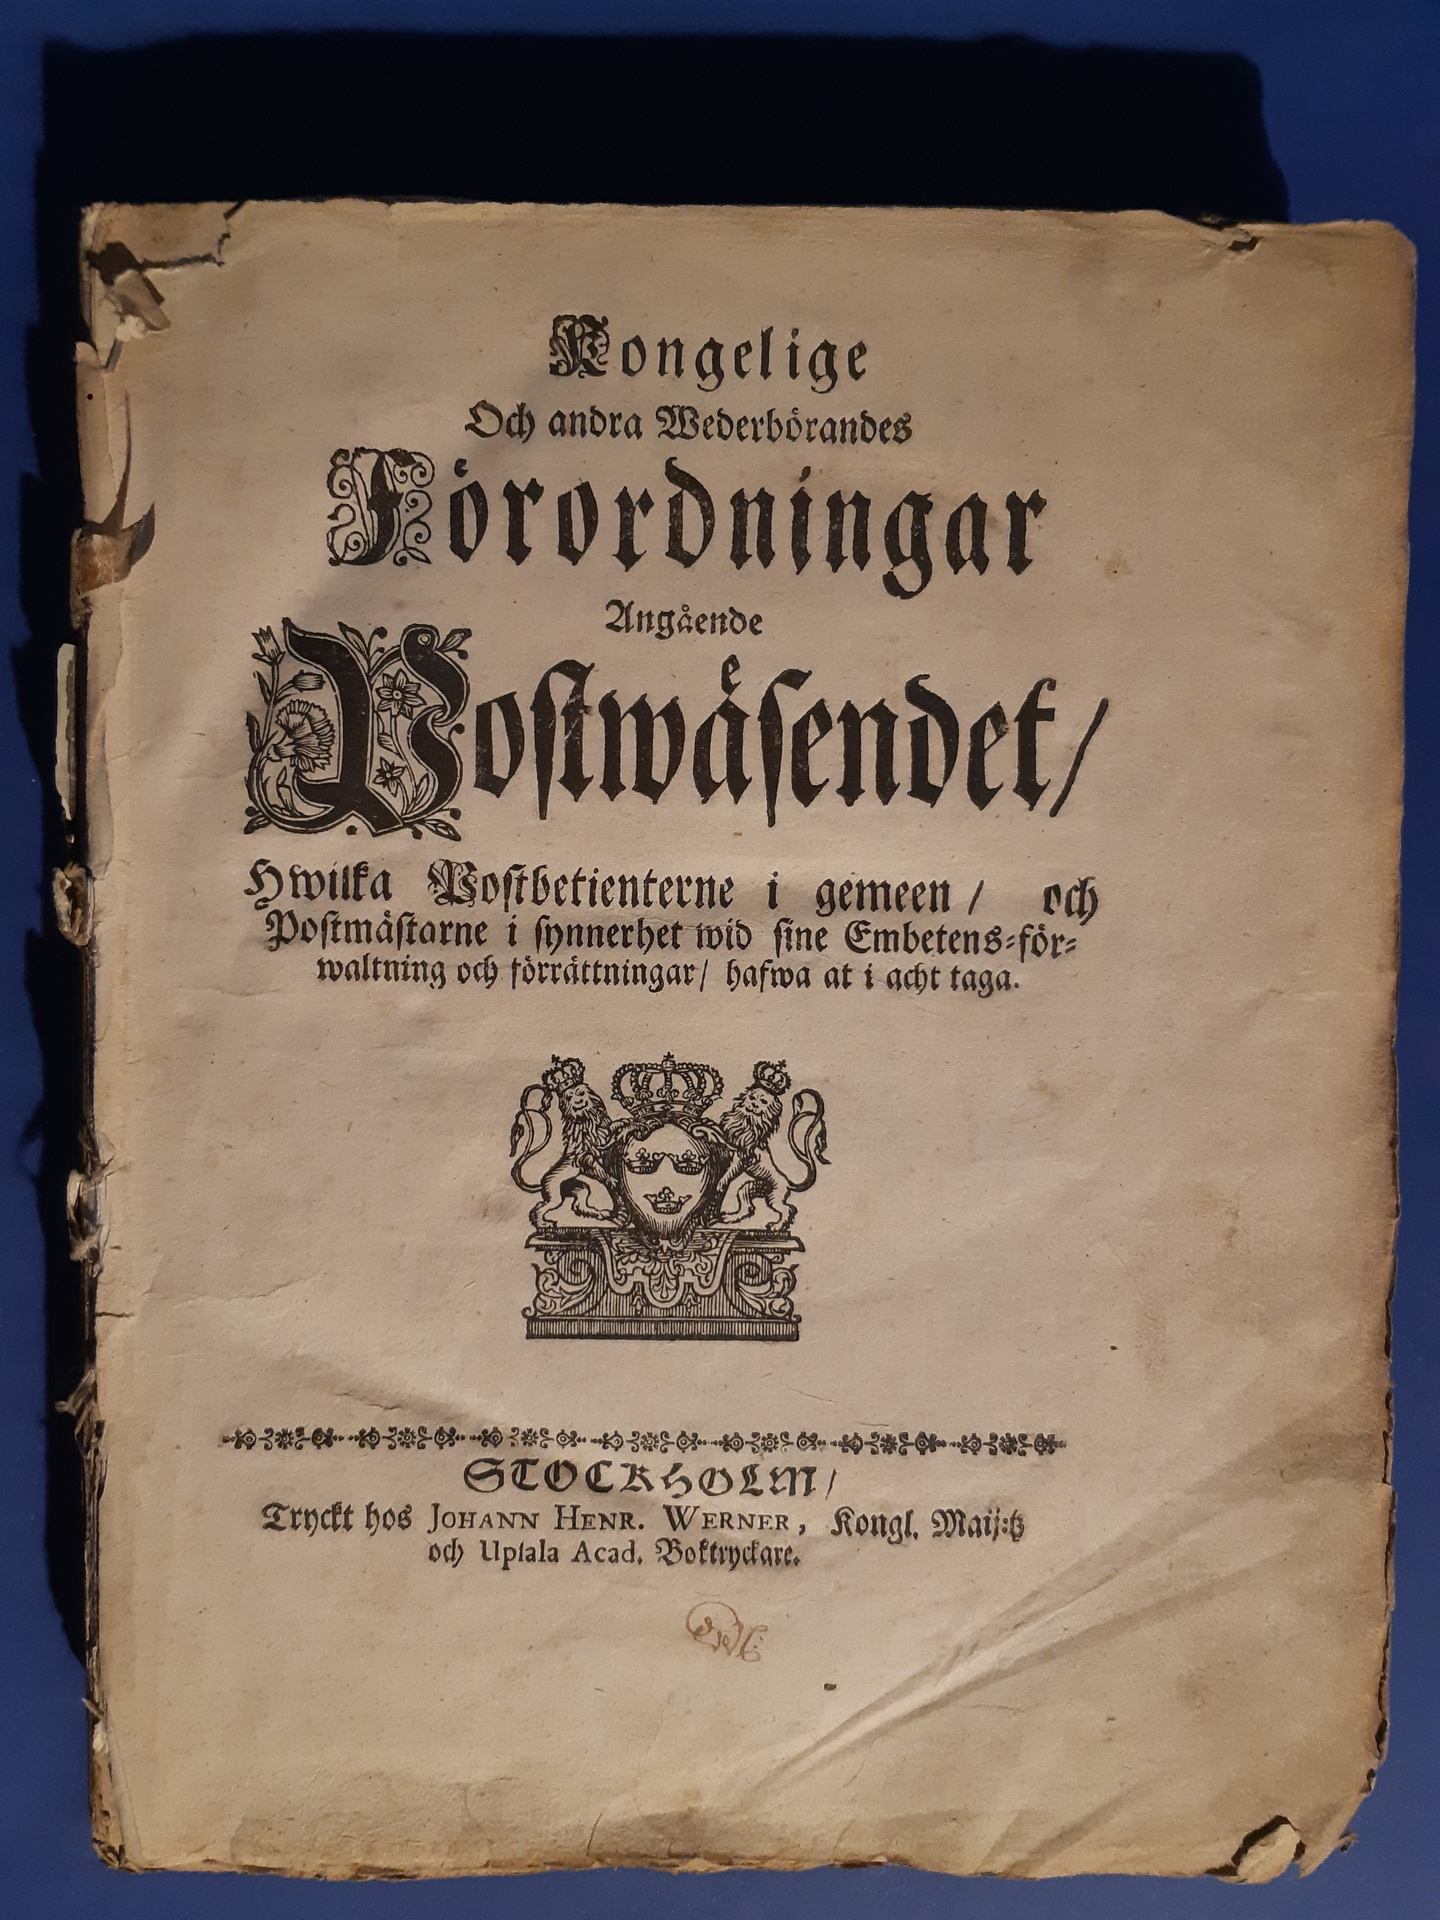 Kongelige
Och andra Wederbörandes
Förordningar
Angående
Postwäsendet/
Hwilka Postbetienterne i gemeen / och
Postmästarne i synnerhet wid sine Embetens-för-
waltning och förrättningar/ hafwa at i acht taga.
STOCKHOLM/
Tryckt hos JOHANN HENR. WERNER, Kongl. Maij:tz
och Upsala Acad. Boktryckare.